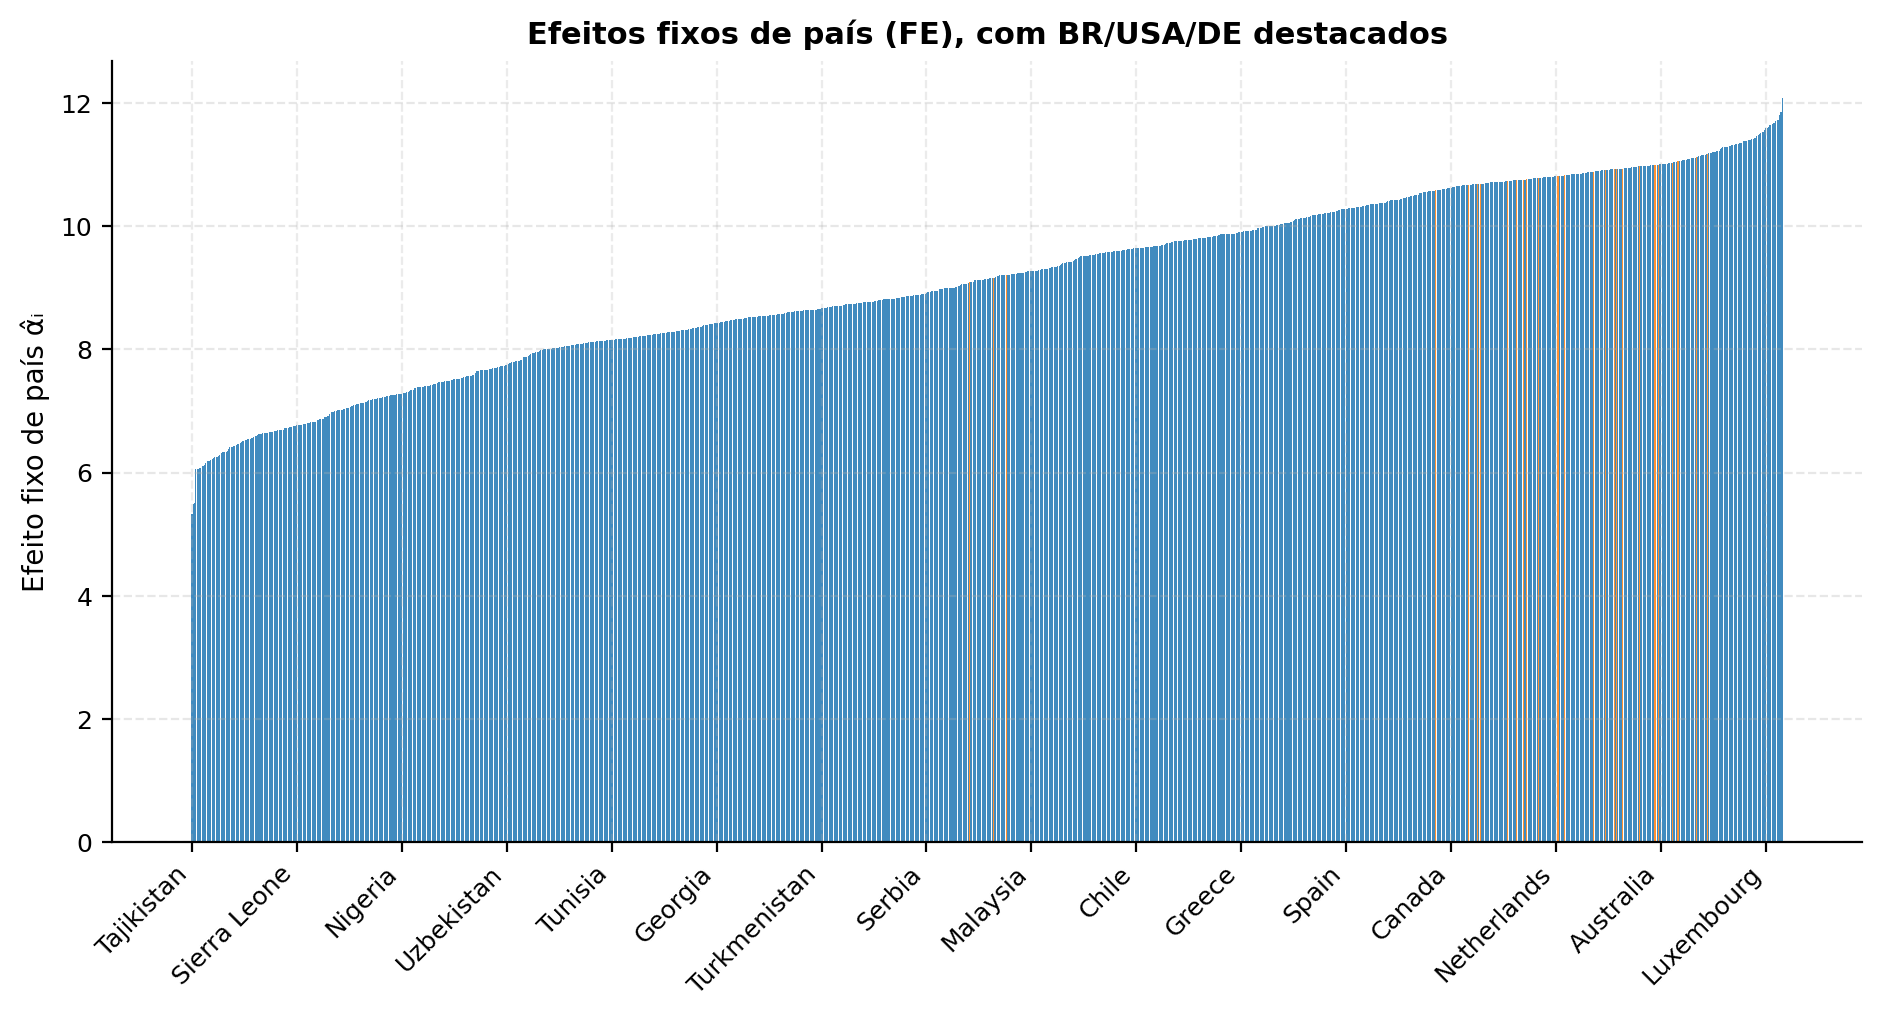 Efeitos fixos de país (FE), com BR/USA/DE destacados
Efeito fixo de país α̂ᵢ
12
10
8
6
4
2
0
Tajikistan
Sierra Leone
Nigeria
Uzbekistan
Tunisia
Georgia
Turkmenistan
Serbia
Malaysia
Chile
Greece
Spain
Canada
Netherlands
Australia
Luxembourg